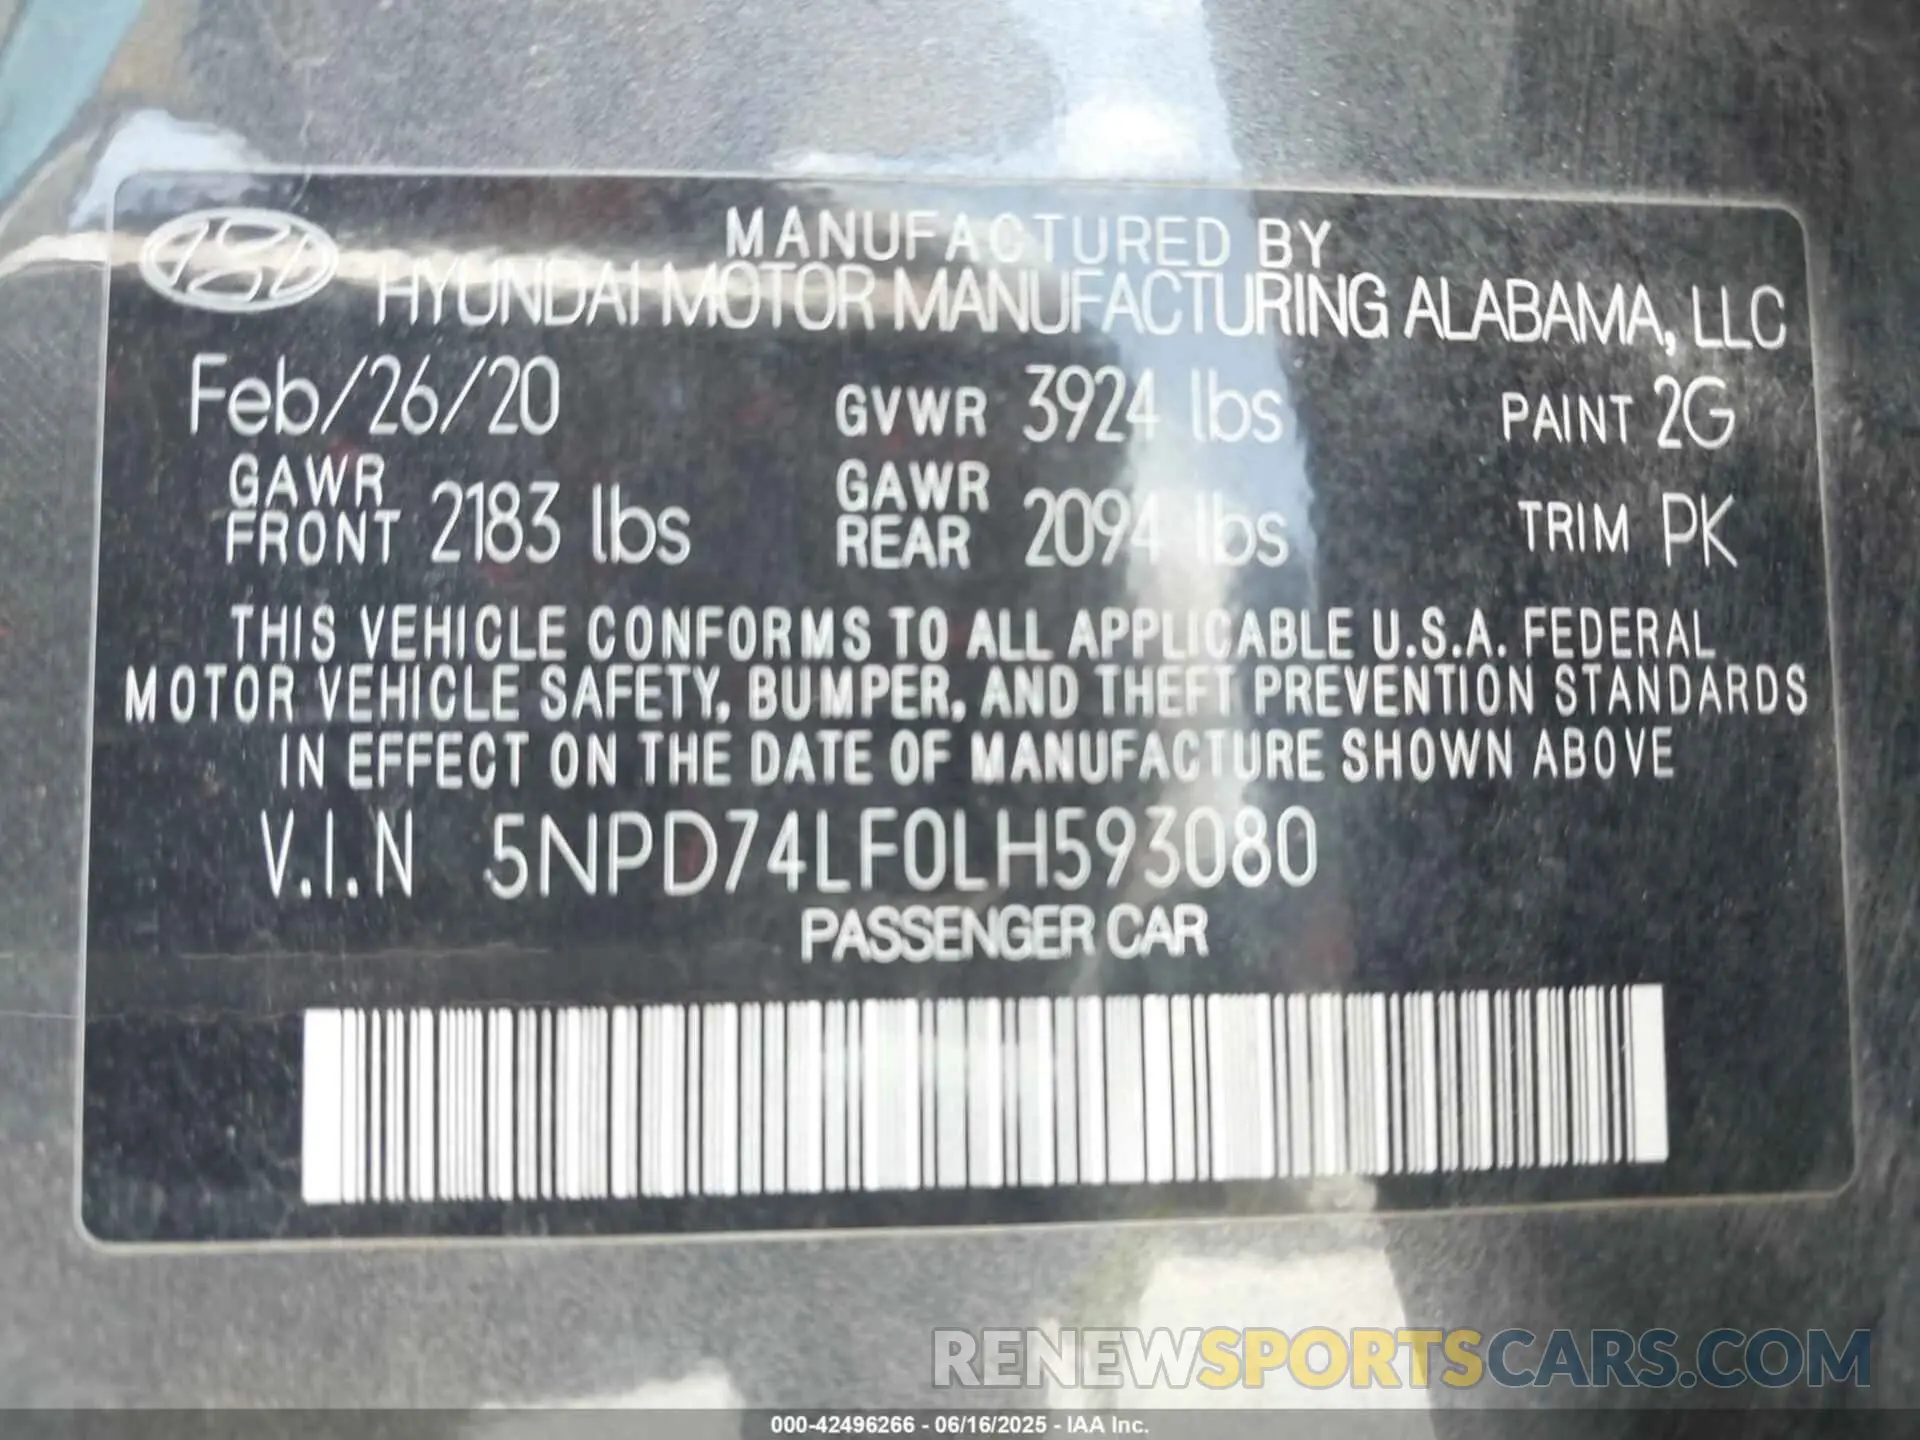 MANUFACTURED BY
HYUNDAI MOTOR MANUFACTURING ALABAMA, LLC
Feb/26/20 GVWR 3924 lbs PAINT 2G
GAWR FRONT 2183 lbs GAWR REAR 2094 lbs TRIM PK
THIS VEHICLE CONFORMS TO ALL APPLICABLE U.S.A. FEDERAL
MOTOR VEHICLE SAFETY, BUMPER, AND THEFT PREVENTION STANDARDS
IN EFFECT ON THE DATE OF MANUFACTURE SHOWN ABOVE
V.I.N 5NPD74LF0LH593080
PASSENGER CAR
RENEWSPORTSCARS.COM
000-42496266 - 06/16/2025 - IAA Inc.